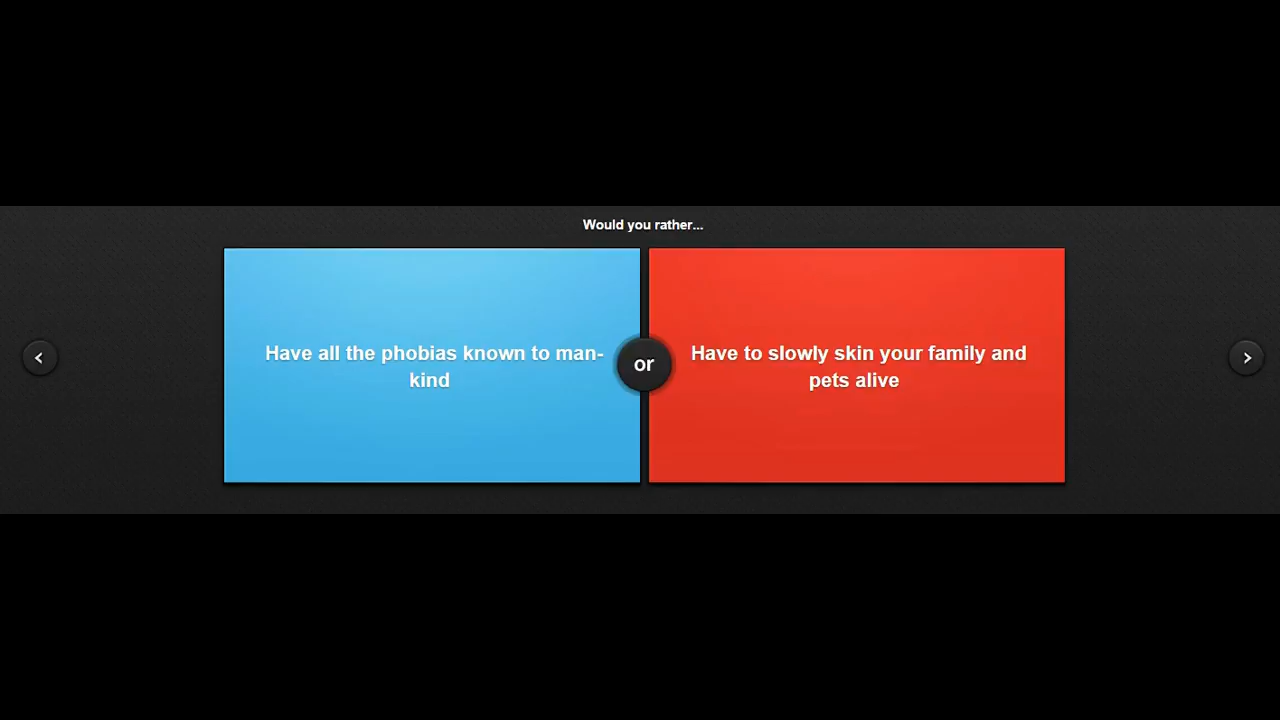 Would you rather...
Have all the phobias known to man-
kind
or
Have to slowly skin your family and
pets alive